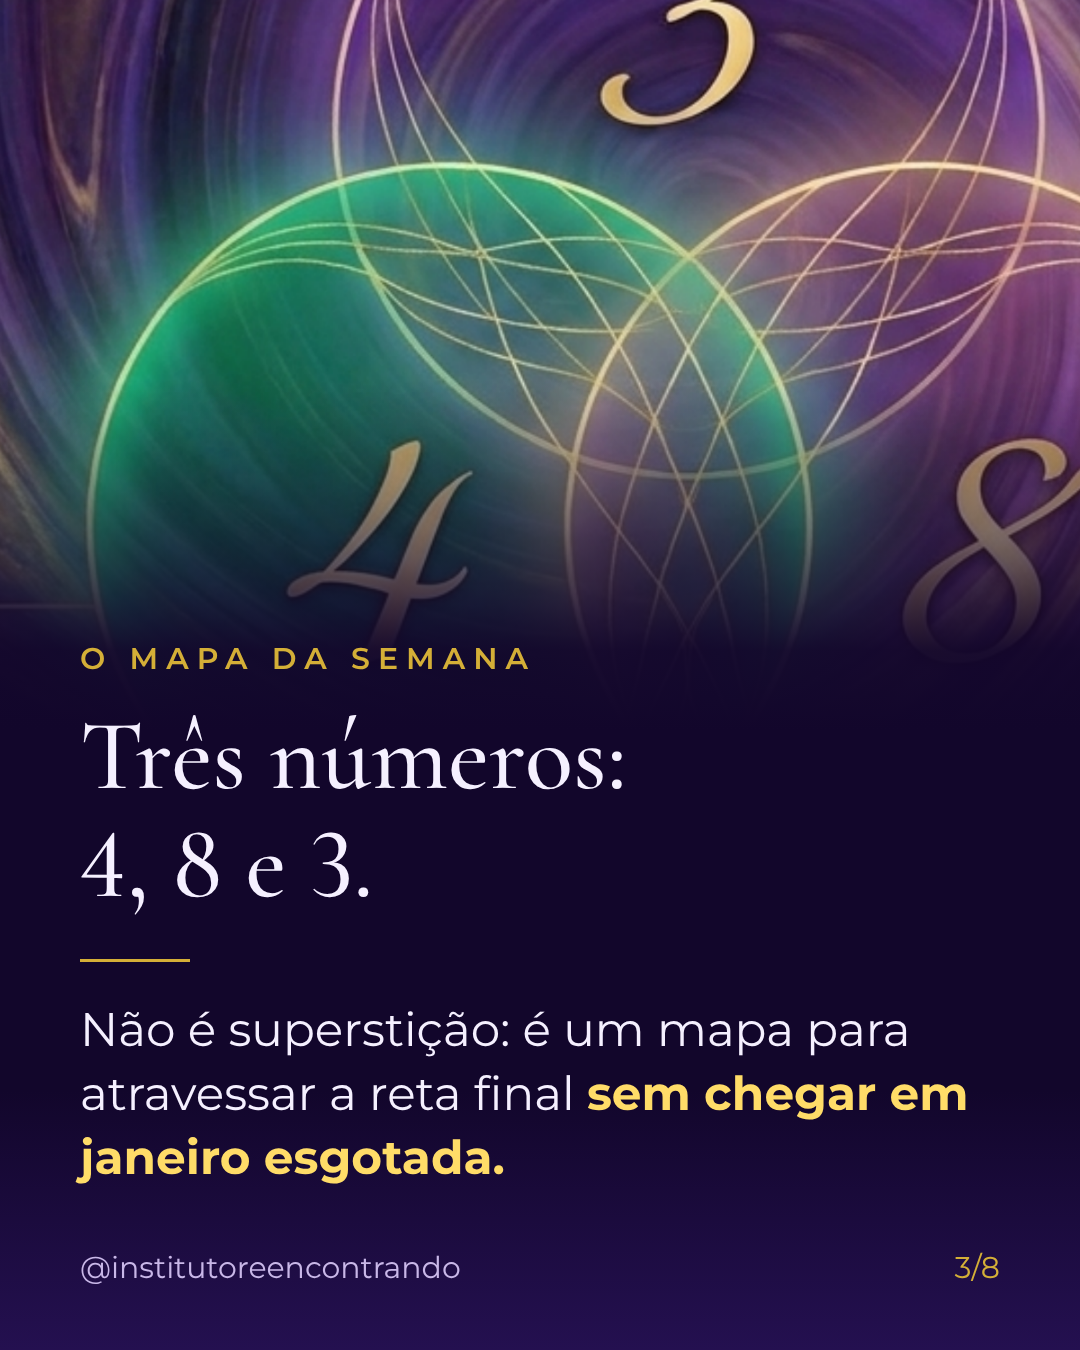 3
4
8
O MAPA DA SEMANA
Três números:
4, 8 e 3.
Não é superstição: é um mapa para
atravessar a reta final sem chegar em
janeiro esgotada.
@institutoreencontrando
3/8